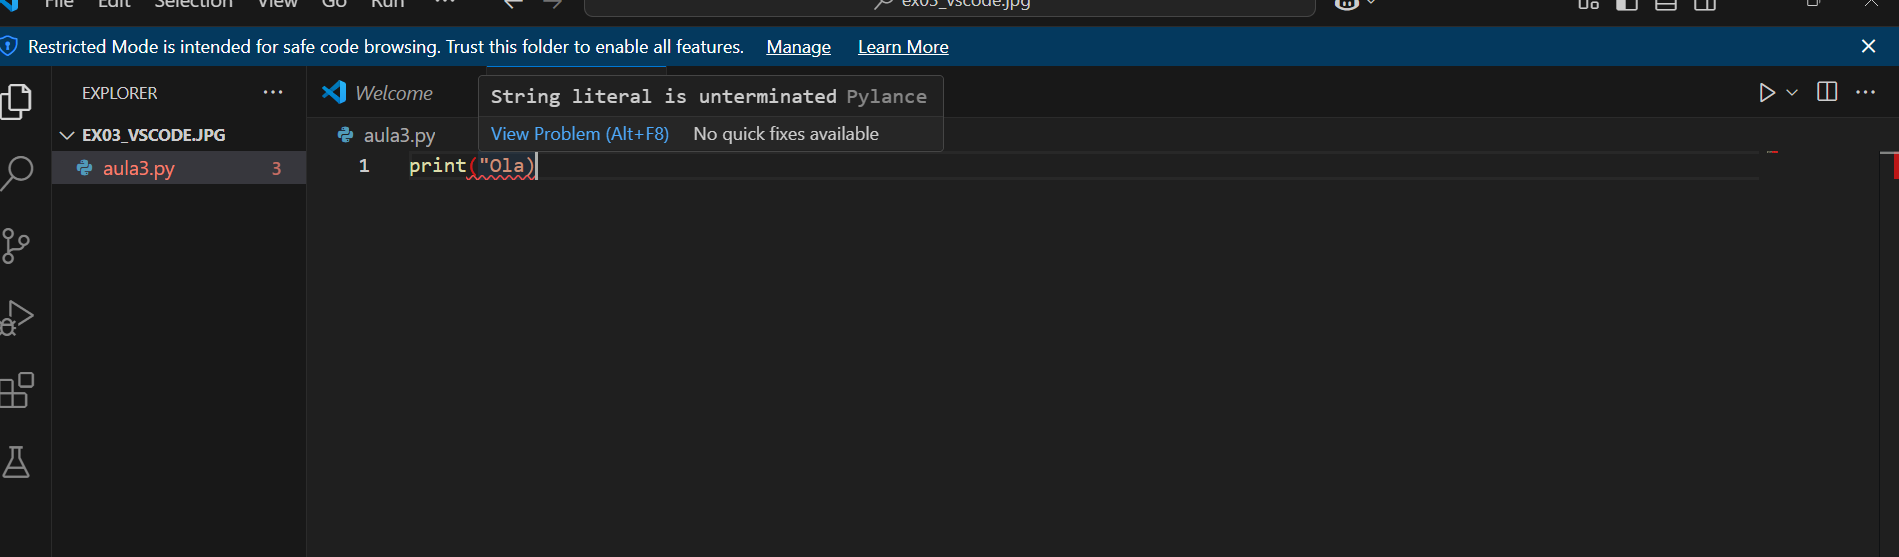 File Edit Selection View Go Run ··· ex03_vscode.jpg
Restricted Mode is intended for safe code browsing. Trust this folder to enable all features. Manage Learn More
EXPLORER ···
EX03_VSCODE.JPG
aula3.py 3
Welcome
String literal is unterminated Pylance
View Problem (Alt+F8) No quick fixes available
aula3.py
1 print("Ola)